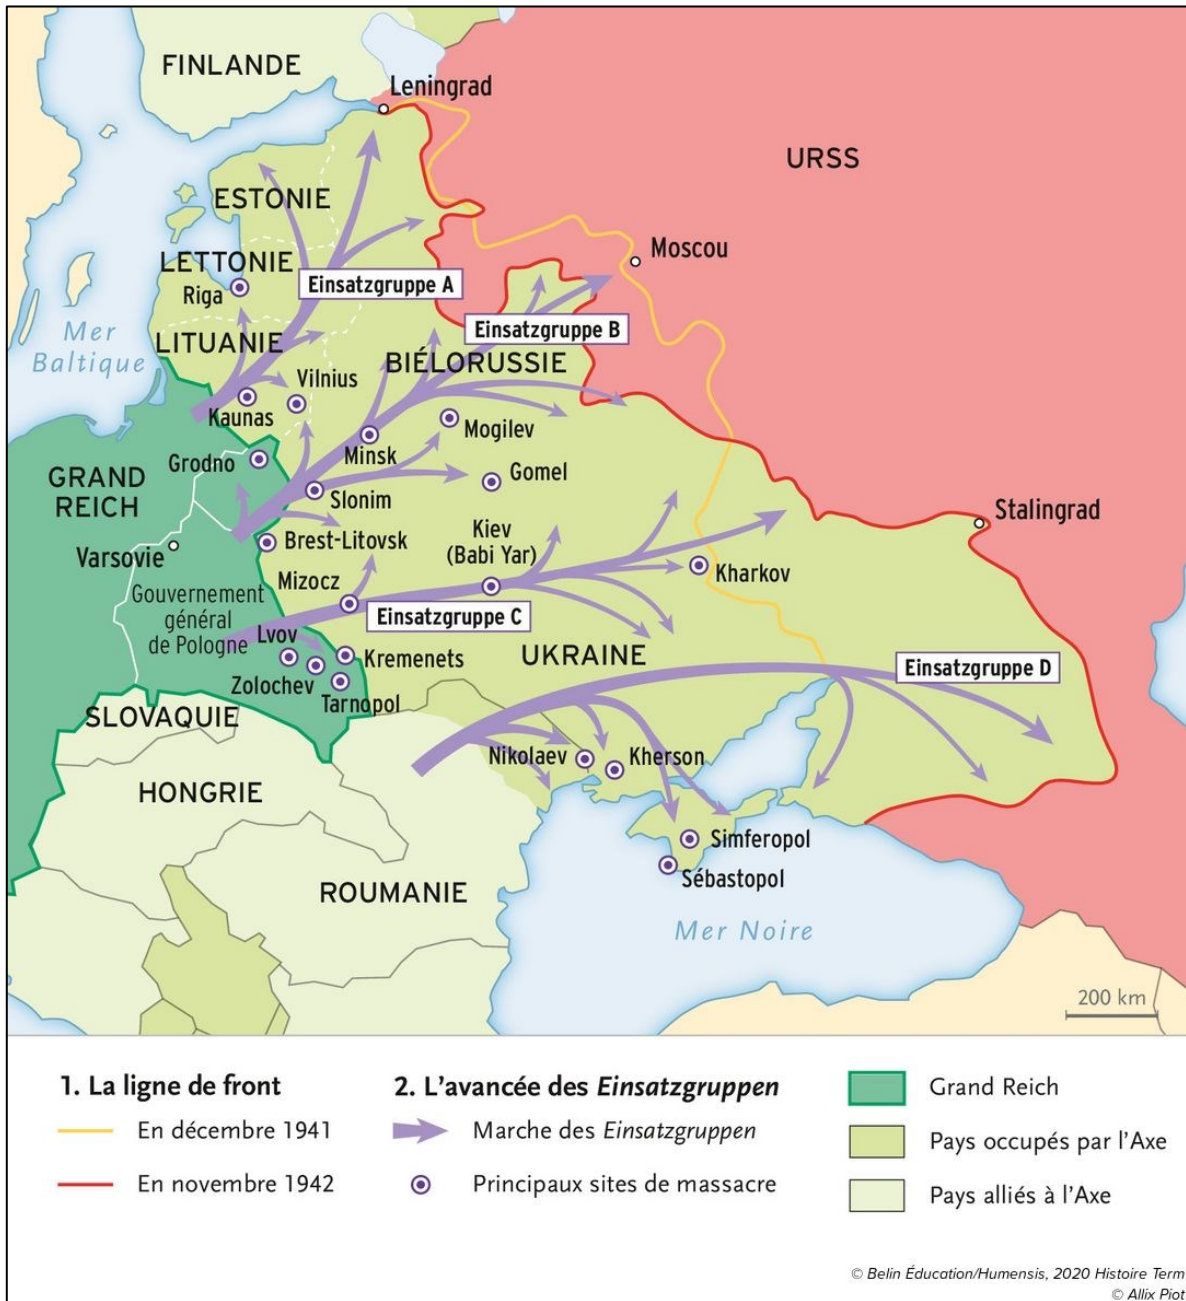 FINLANDE
Leningrad
URSS
ESTONIE
Moscou
LETTONIE
Riga
Einsatzgruppe A
Mer
Baltique
Einsatzgruppe B
LITUANIE
BIÉLORUSSIE
Vilnius
Kaunas
Mogilev
Minsk
Grodno
GRAND
REICH
Gomel
Slonim
Stalingrad
Kiev
(Babi Yar)
Brest-Litovsk
Varsovie
Mizocz
Kharkov
Gouvernement
général
de Pologne
Einsatzgruppe C
Lvov
Kremenets
UKRAINE
Einsatzgruppe D
Zolochev
Tarnopol
SLOVAQUIE
Nikolaev
Kherson
HONGRIE
Simferopol
Sébastopol
ROUMANIE
Mer Noire
200 km
1. La ligne de front
En décembre 1941
En novembre 1942
2. L'avancée des Einsatzgruppen
Marche des Einsatzgruppen
Principaux sites de massacre
Grand Reich
Pays occupés par l'Axe
Pays alliés à l'Axe
© Belin Éducation/Humensis, 2020 Histoire Term
© Allix Piot